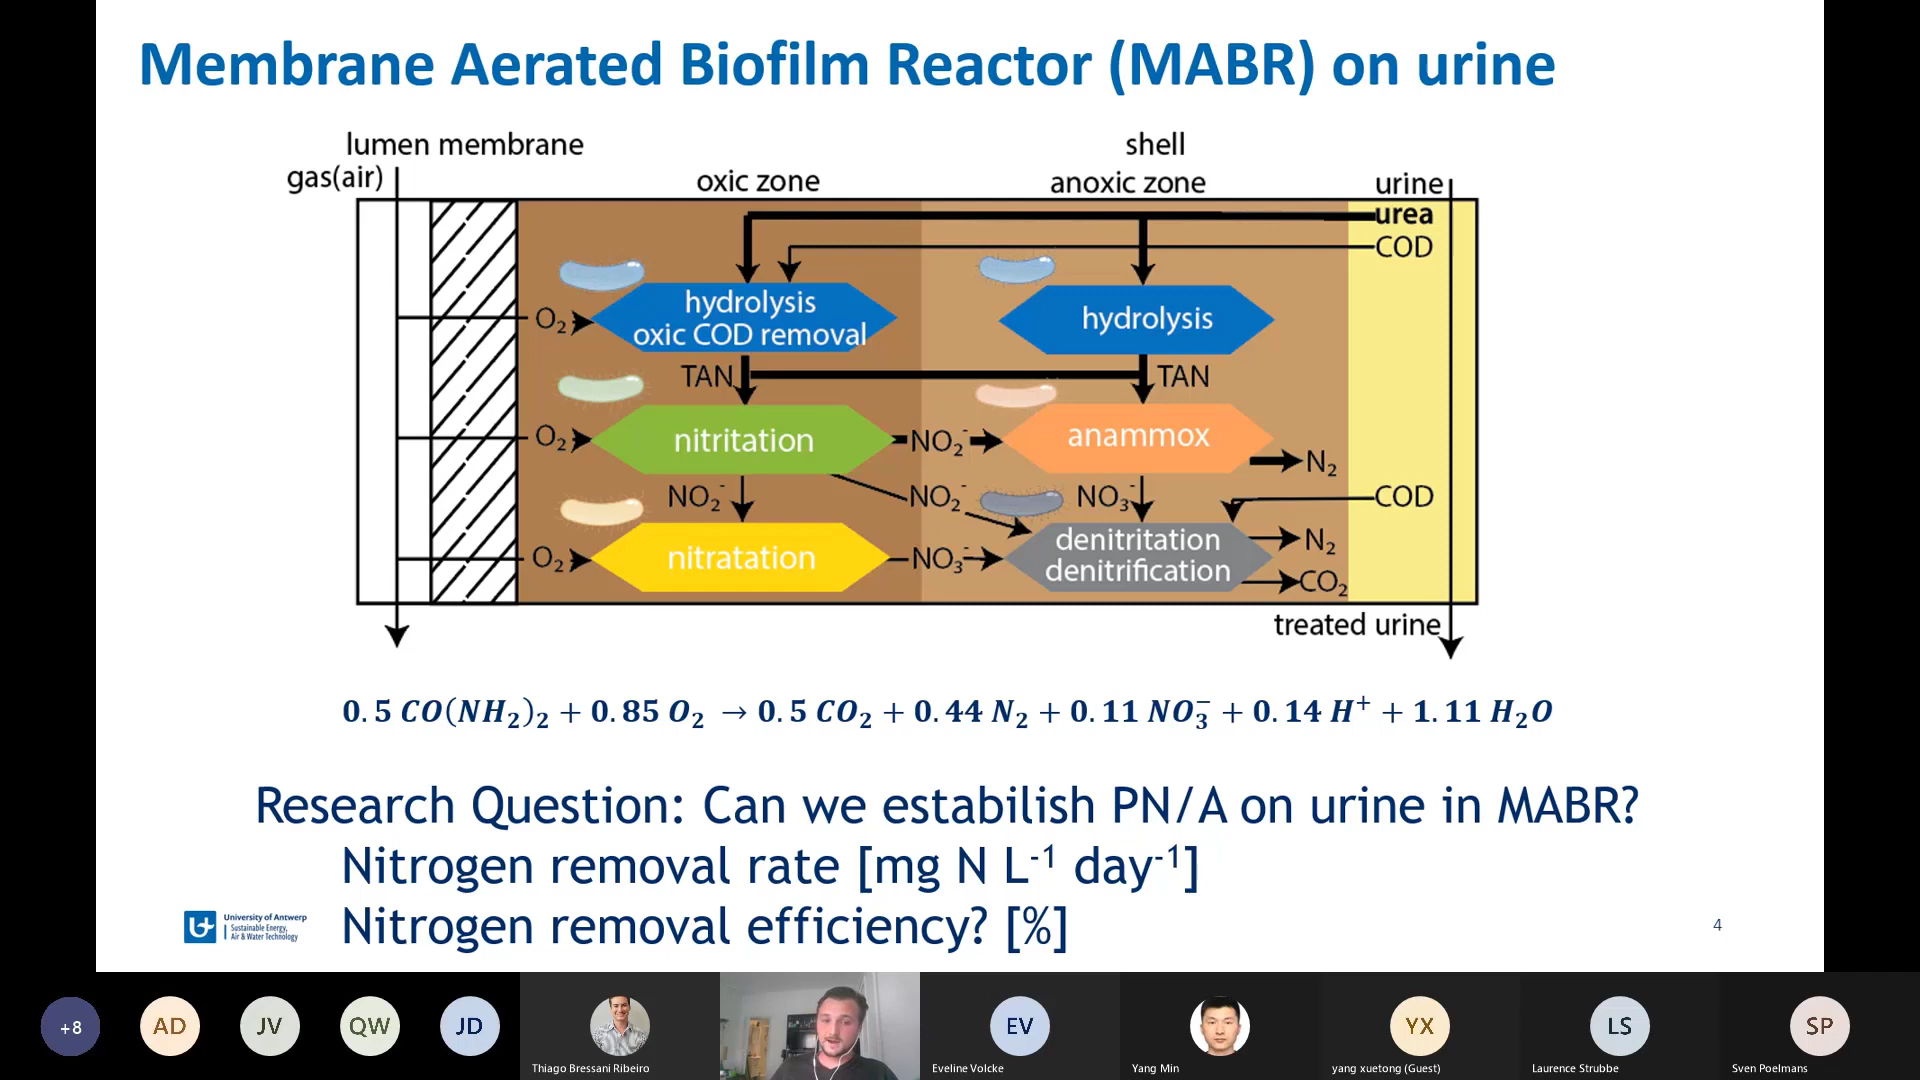 Membrane Aerated Biofilm Reactor (MABR) on urine
lumen membrane
shell
gas(air)
oxic zone
anoxic zone
urine
urea
COD
O₂
hydrolysis
oxic COD removal
hydrolysis
TAN
TAN
O₂
nitritation
NO₂⁻
anammox
N₂
NO₂⁻
NO₂⁻
NO₃⁻
COD
O₂
nitratation
NO₃⁻
denitritation
denitrification
N₂
CO₂
treated urine
0.5 CO(NH₂)₂ + 0.85 O₂ → 0.5 CO₂ + 0.44 N₂ + 0.11 NO₃⁻ + 0.14 H⁺ + 1.11 H₂O
Research Question: Can we estabilish PN/A on urine in MABR?
Nitrogen removal rate [mg N L⁻¹ day⁻¹]
Nitrogen removal efficiency? [%]
University of Antwerp
Sustainable Energy,
Air & Water Technology
4
+8
AD
JV
QW
JD
EV
YX
LS
SP
Thiago Bressani Ribeiro
Eveline Volcke
Yang Min
yang xuetong (Guest)
Laurence Strubbe
Sven Poelmans